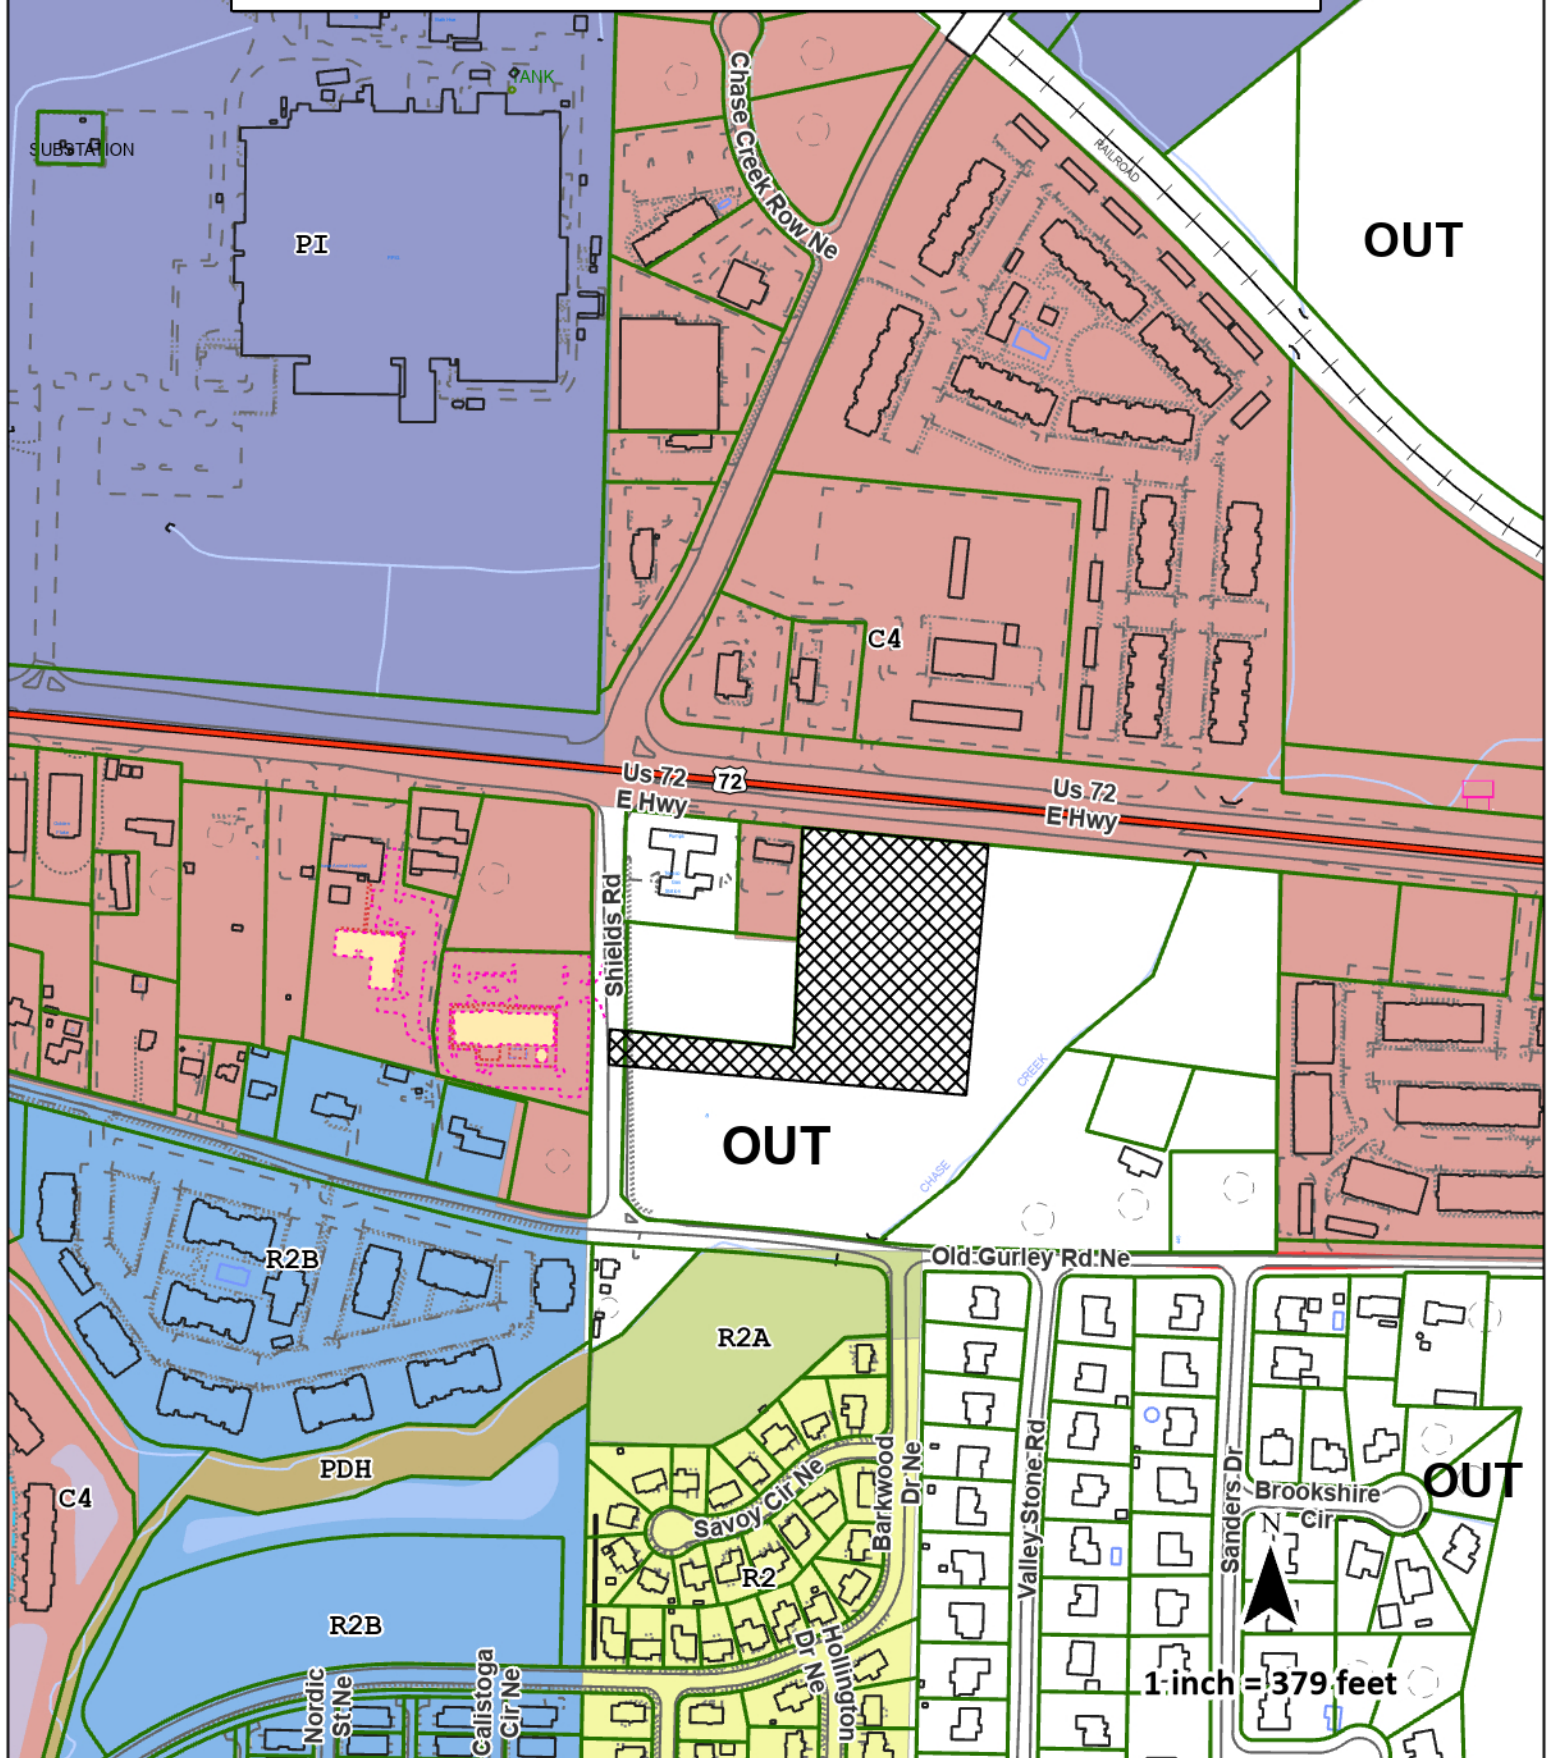 TANK
SUBSTATION
PI
Chase Creek Row Ne
RAILROAD
OUT
C4
Us 72
E Hwy
72
Us 72
E Hwy
Shields Rd
CREEK
CHASE
OUT
Old Gurley Rd Ne
R2B
R2A
PDH
C4
Savoy Cir Ne
Barkwood
Dr Ne
Valley Stone Rd
Sanders Dr
Brookshire
Cir
OUT
N
R2
R2B
Hollington
Dr Ne
Nordic
St Ne
Calistoga
Cir Ne
1 inch = 379 feet